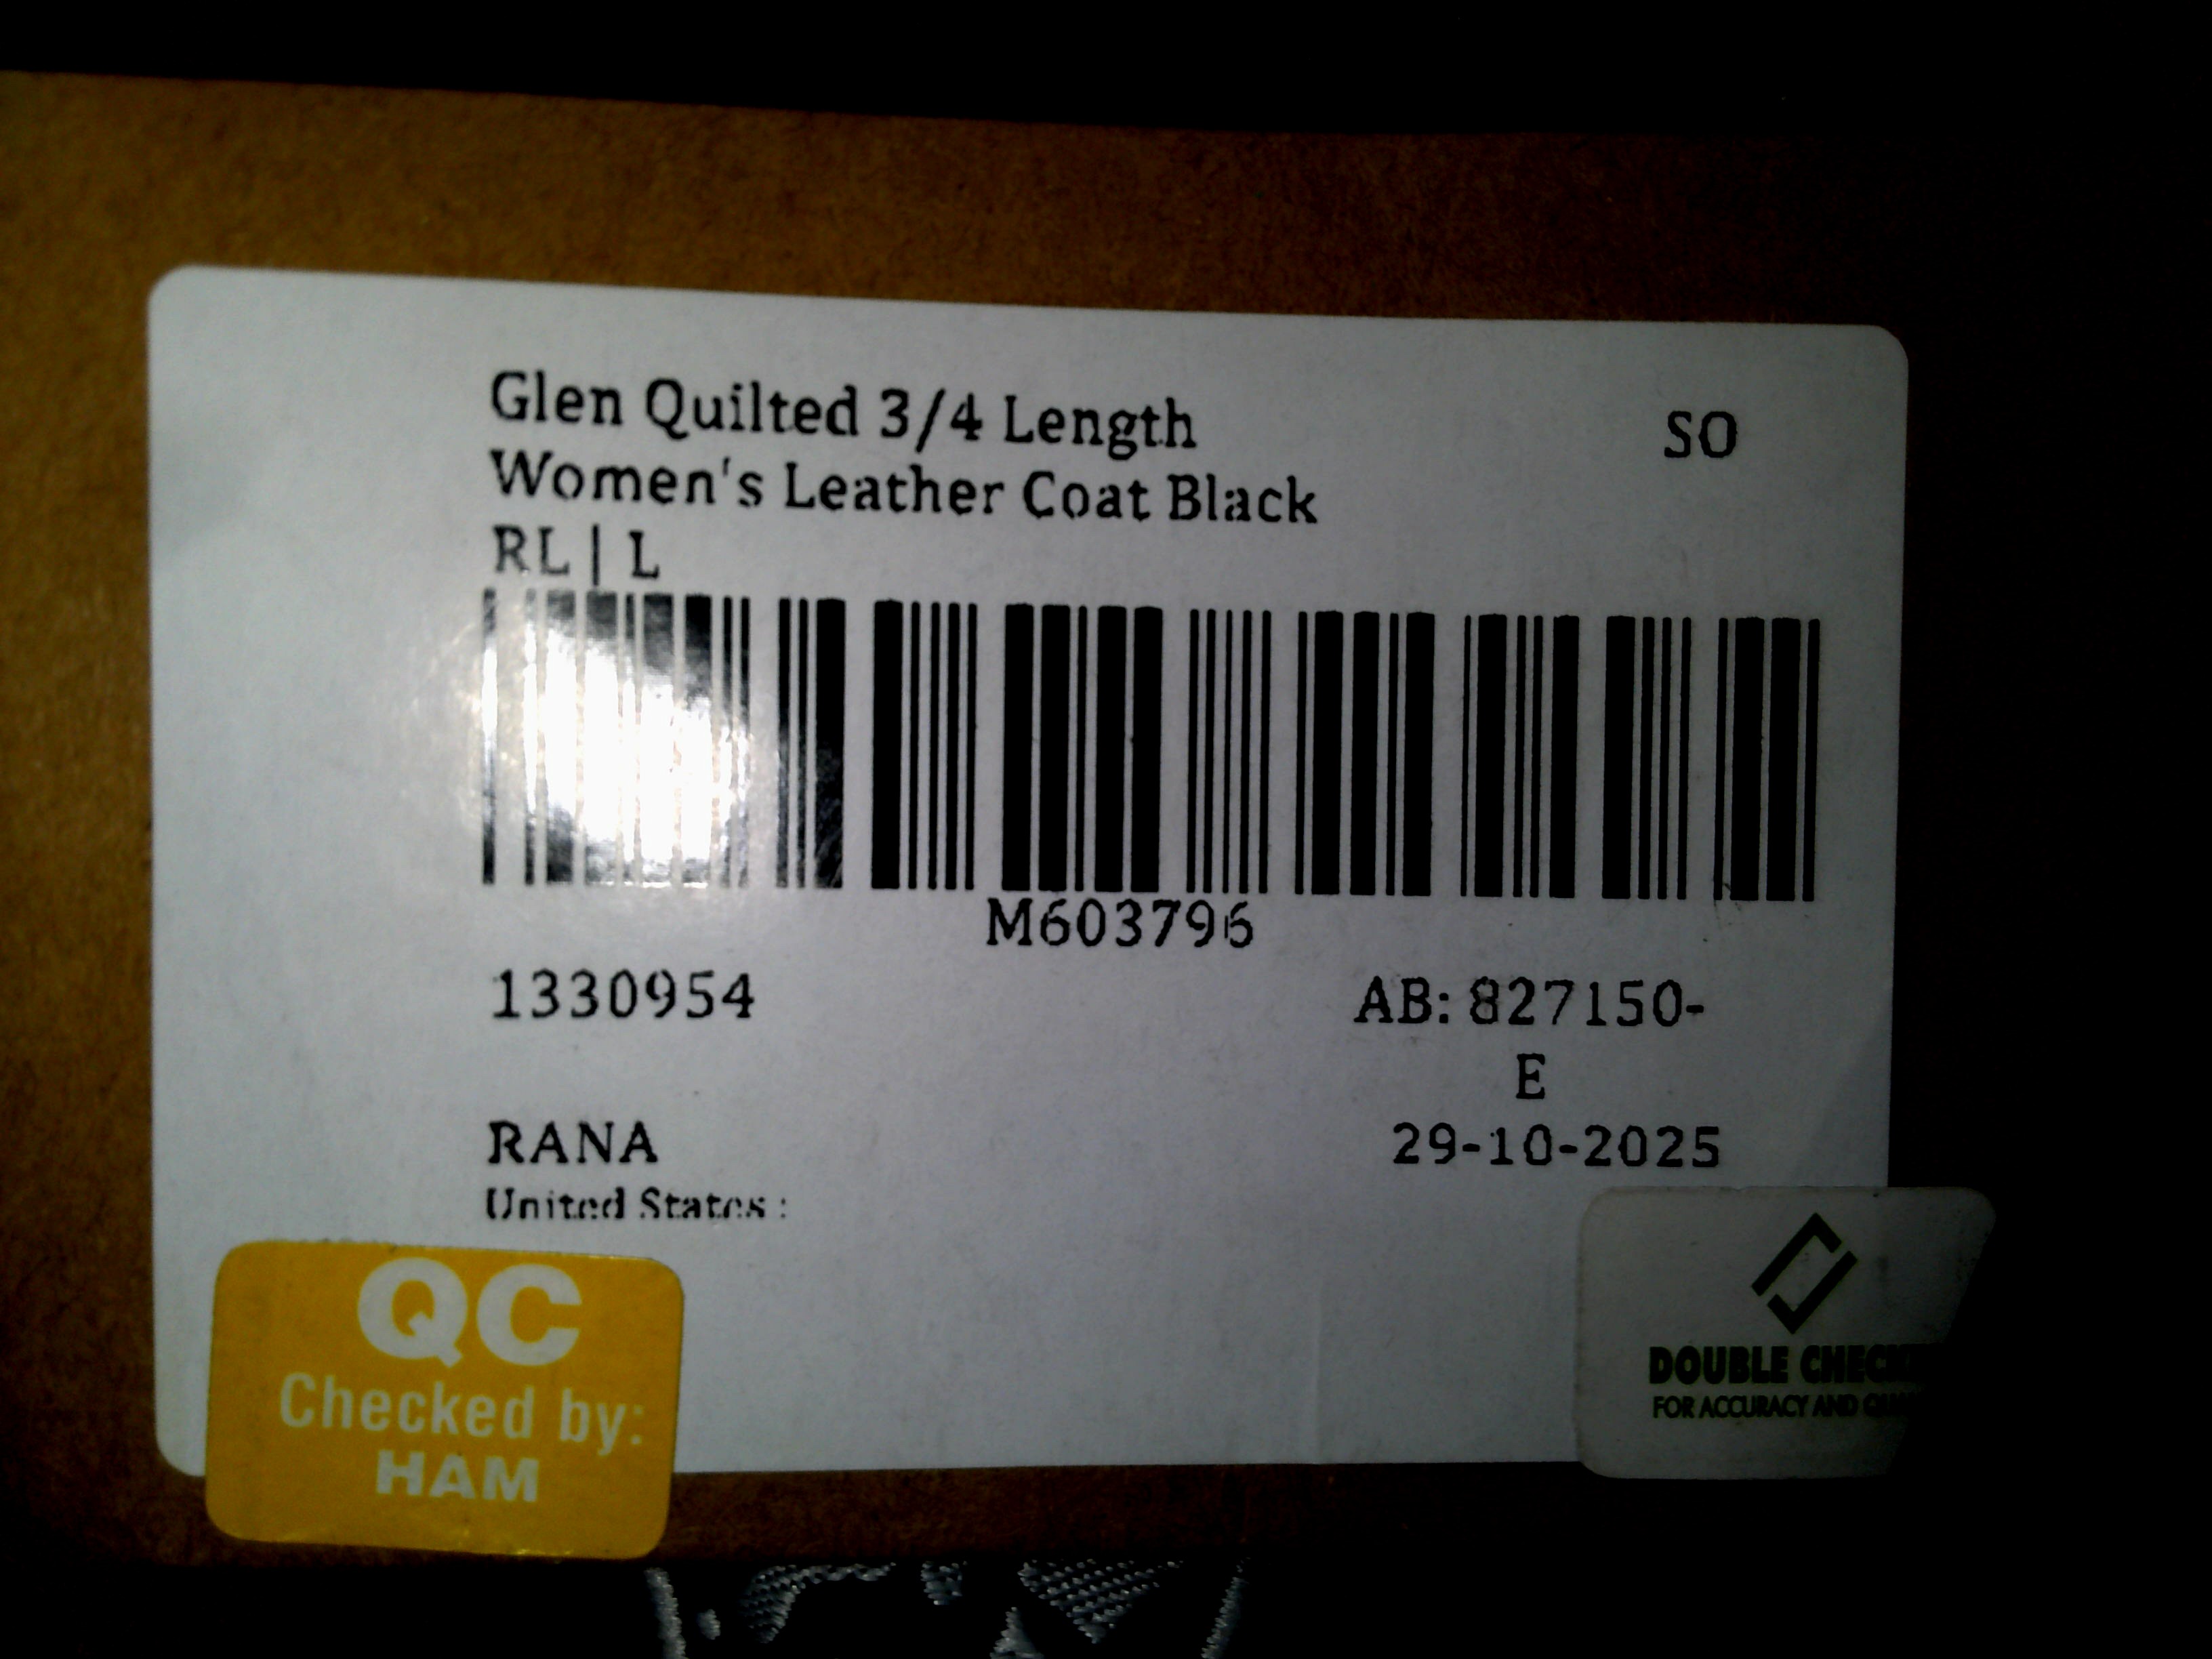 Glen Quilted 3/4 Length
SO
Women's Leather Coat Black
RL | L
M603796
1330954
AB: 827150-
E
RANA
29-10-2025
United States :
QC
Checked by:
HAM
DOUBLE
FOR ACCURACY AND